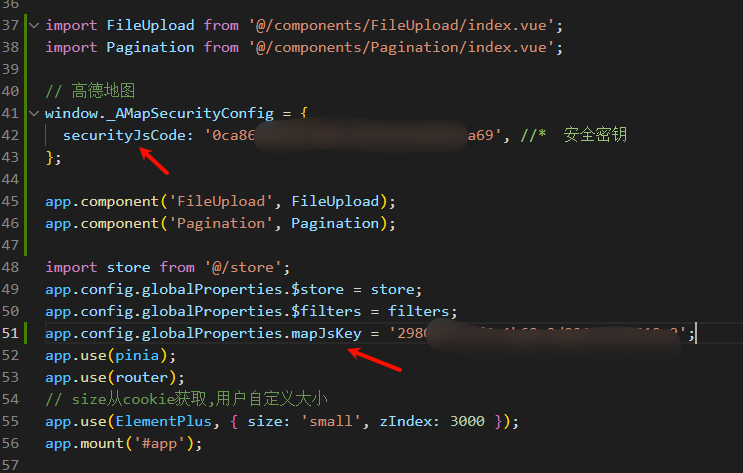 36
37 import FileUpload from '@/components/FileUpload/index.vue';
38 import Pagination from '@/components/Pagination/index.vue';
39
40 // 高德地图
41 window._AMapSecurityConfig = {
42 securityJsCode: '0ca86 a69', //* 安全密钥
43 };
44
45 app.component('FileUpload', FileUpload);
46 app.component('Pagination', Pagination);
47
48 import store from '@/store';
49 app.config.globalProperties.$store = store;
50 app.config.globalProperties.$filters = filters;
51 app.config.globalProperties.mapJsKey = '298 ';
52 app.use(pinia);
53 app.use(router);
54 // size从cookie获取,用户自定义大小
55 app.use(ElementPlus, { size: 'small', zIndex: 3000 });
56 app.mount('#app');
57